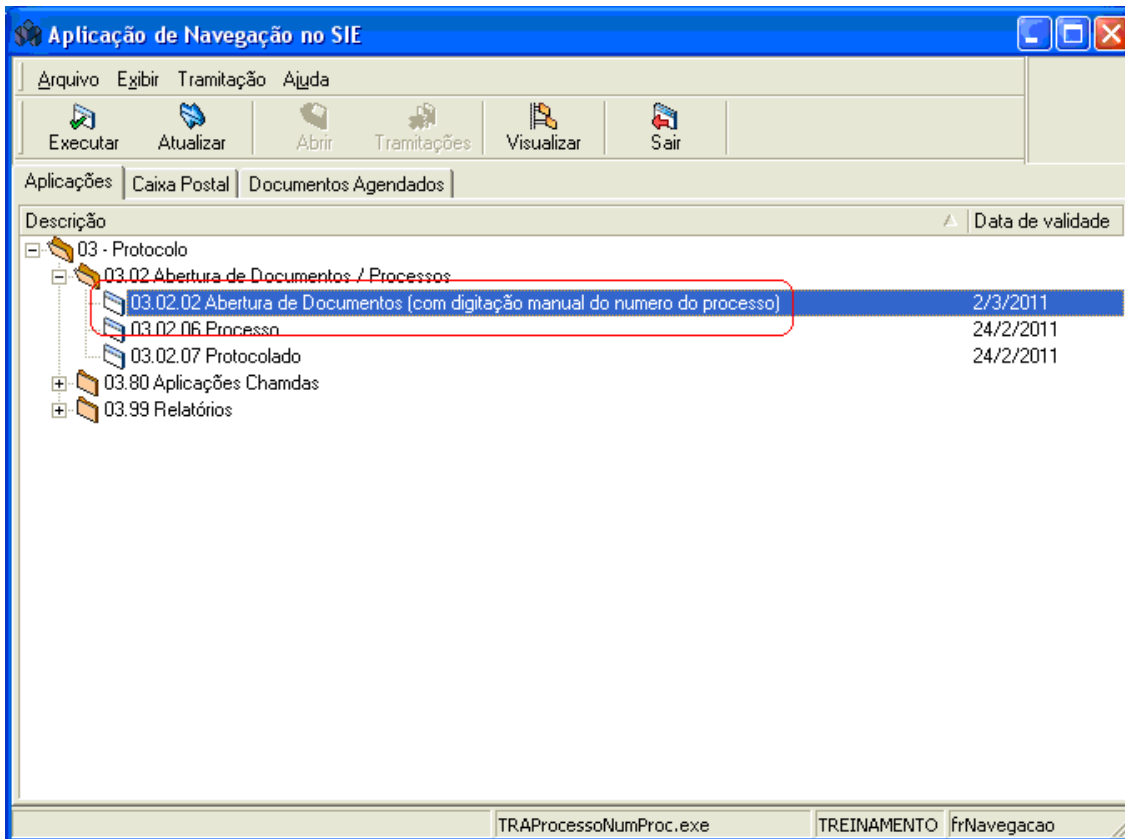 Aplicação de Navegação no SIE
Arquivo Exibir Tramitação Ajuda
Executar Atualizar Abrir Tramitações Visualizar Sair
Aplicações Caixa Postal Documentos Agendados
Descrição Data de validade
03 - Protocolo
03.02 Abertura de Documentos / Processos
03.02.02 Abertura de Documentos (com digitação manual do numero do processo) 2/3/2011
03.02.06 Processo 24/2/2011
03.02.07 Protocolado 24/2/2011
03.80 Aplicações Chamdas
03.99 Relatórios
TRAProcessoNumProc.exe TREINAMENTO frNavegacao